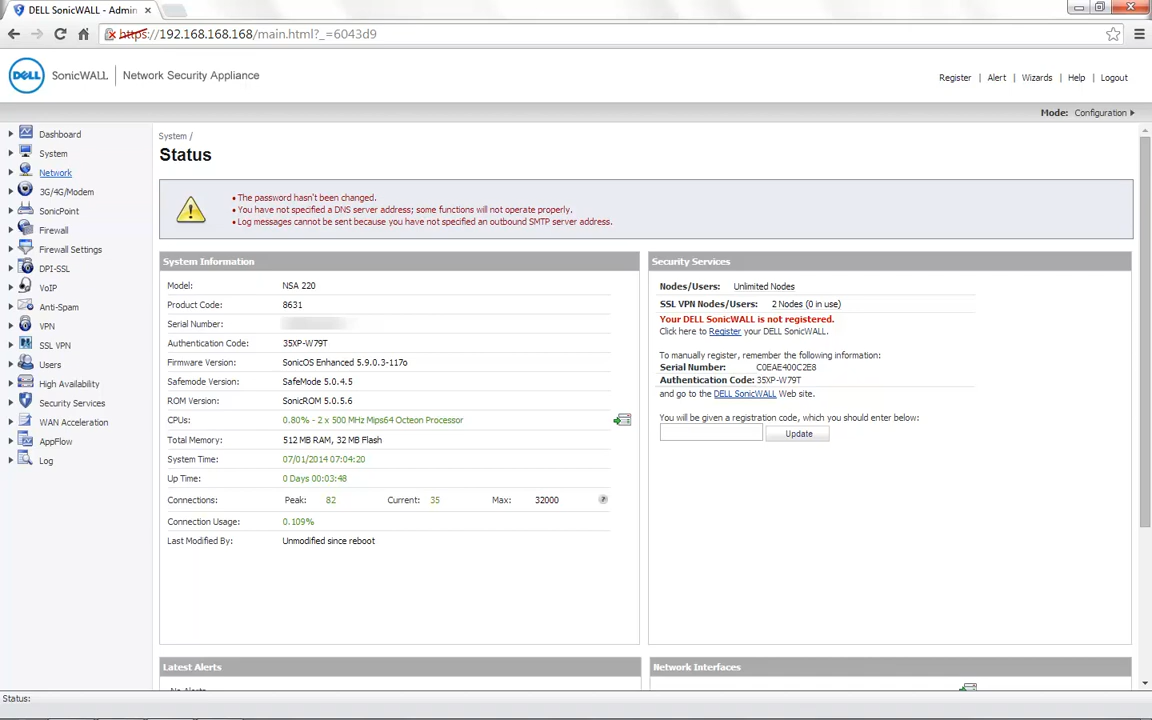 DELL SonicWALL - Admin
https://192.168.168.168/main.html?_=6043d9
DELL SonicWALL Network Security Appliance
Register | Alert | Wizards | Help | Logout
Mode: Configuration
Dashboard
System
Network
3G/4G/Modem
SonicPoint
Firewall
Firewall Settings
DPI-SSL
VoIP
Anti-Spam
VPN
SSL VPN
Users
High Availability
Security Services
WAN Acceleration
AppFlow
Log
System /
Status
The password hasn't been changed.
You have not specified a DNS server address; some functions will not operate properly.
Log messages cannot be sent because you have not specified an outbound SMTP server address.
System Information
Model: NSA 220
Product Code: 8631
Serial Number:
Authentication Code: 35XP-W79T
Firmware Version: SonicOS Enhanced 5.9.0.3-117o
Safemode Version: SafeMode 5.0.4.5
ROM Version: SonicROM 5.0.5.6
CPUs: 0.80% - 2 x 500 MHz Mips64 Octeon Processor
Total Memory: 512 MB RAM, 32 MB Flash
System Time: 07/01/2014 07:04:20
Up Time: 0 Days 00:03:48
Connections: Peak: 82 Current: 35 Max: 32000
Connection Usage: 0.109%
Last Modified By: Unmodified since reboot
Security Services
Nodes/Users: Unlimited Nodes
SSL VPN Nodes/Users: 2 Nodes (0 in use)
Your DELL SonicWALL is not registered.
Click here to Register your DELL SonicWALL.
To manually register, remember the following information:
Serial Number: C0EAE400C2E8
Authentication Code: 35XP-W79T
and go to the DELL SonicWALL Web site.
You will be given a registration code, which you should enter below:
Update
Latest Alerts
Network Interfaces
Status: